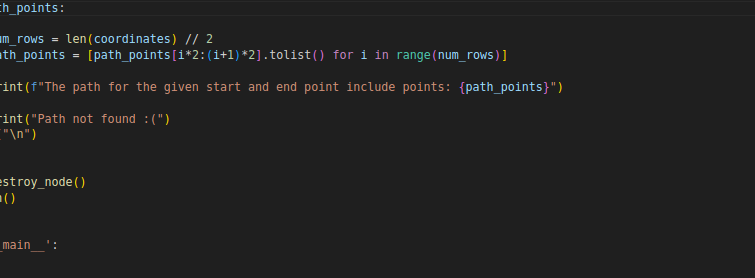 th_points:
um_rows = len(coordinates) // 2
ath_points = [path_points[i*2:(i+1)*2].tolist() for i in range(num_rows)]
rint(f"The path for the given start and end point include points: {path_points}")
rint("Path not found :(")
("\n")
estroy_node()
n()
_main__':